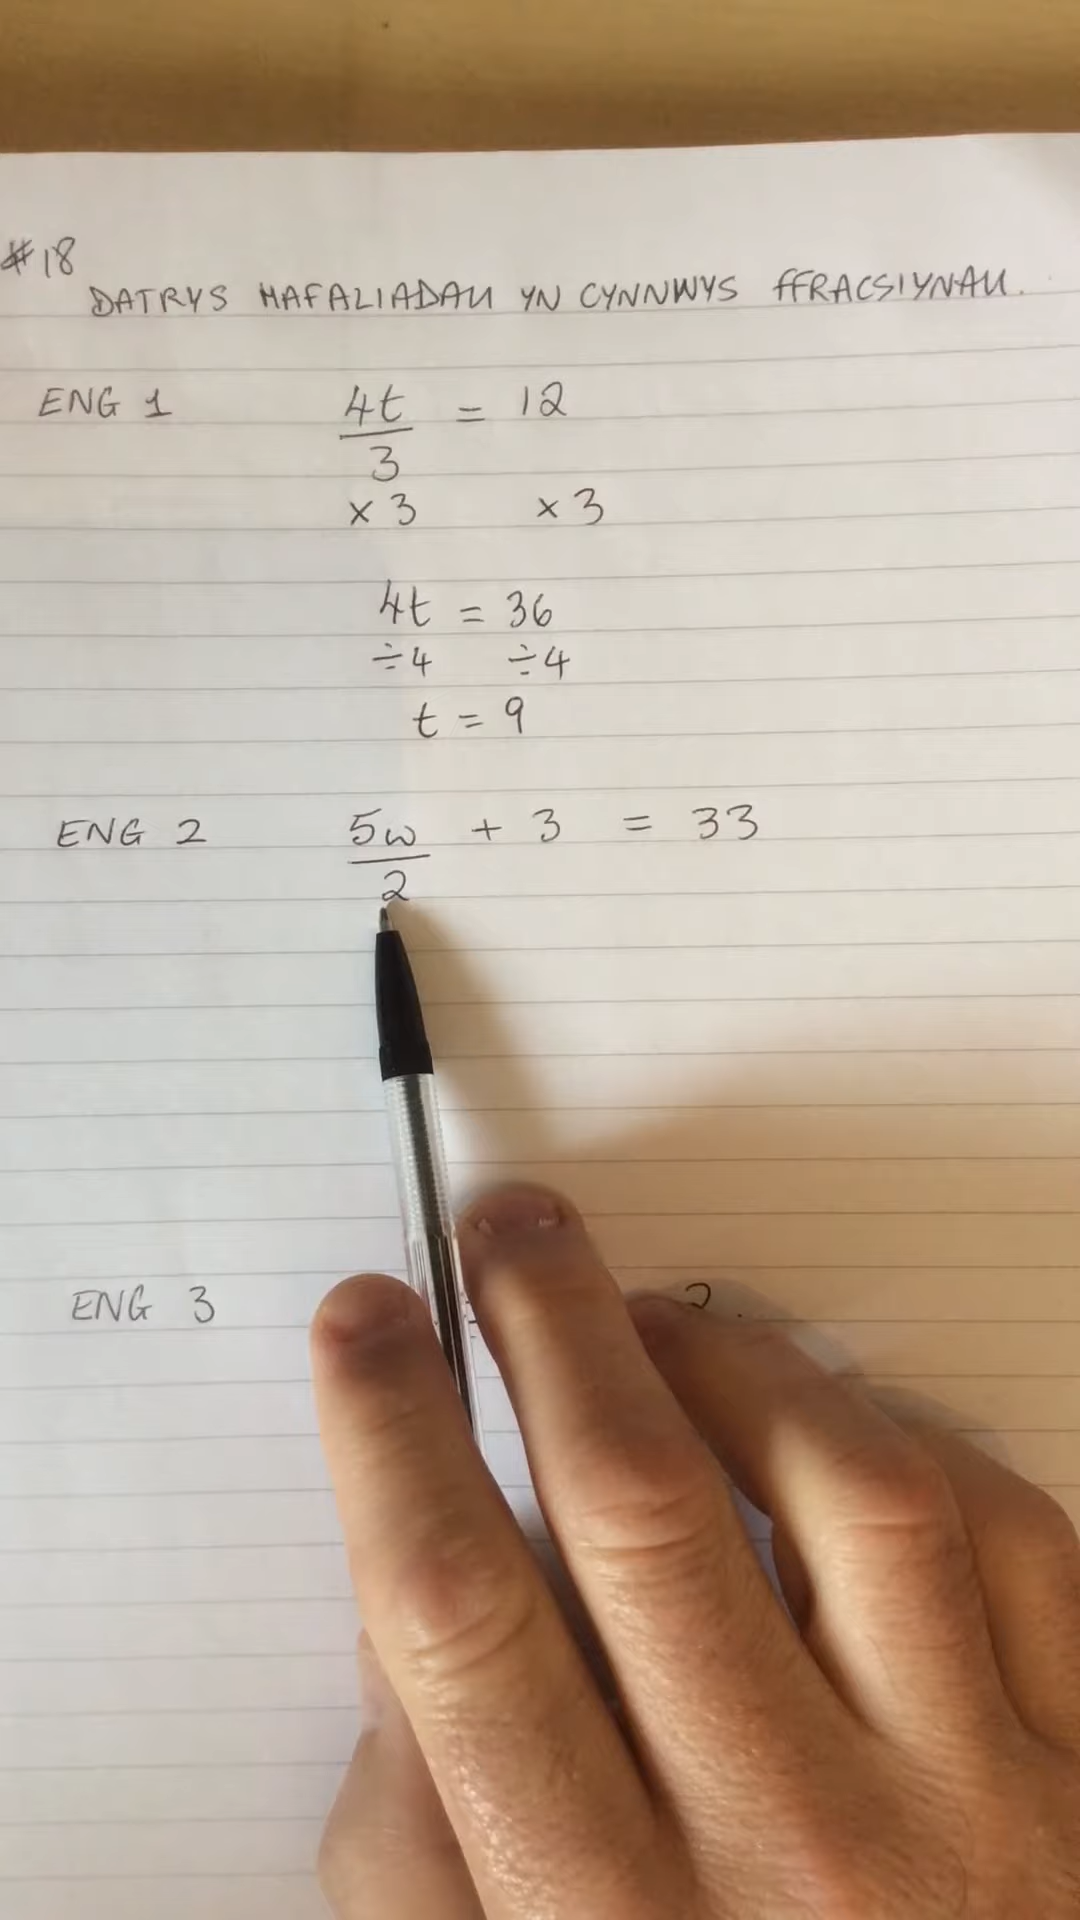 #18
DATRYS HAFALIADAU YN CYNNWYS FFRACSIYNAU.
ENG 1 4t/3 = 12
×3 ×3
4t = 36
÷4 ÷4
t = 9
ENG 2 5w/2 + 3 = 33
ENG 3